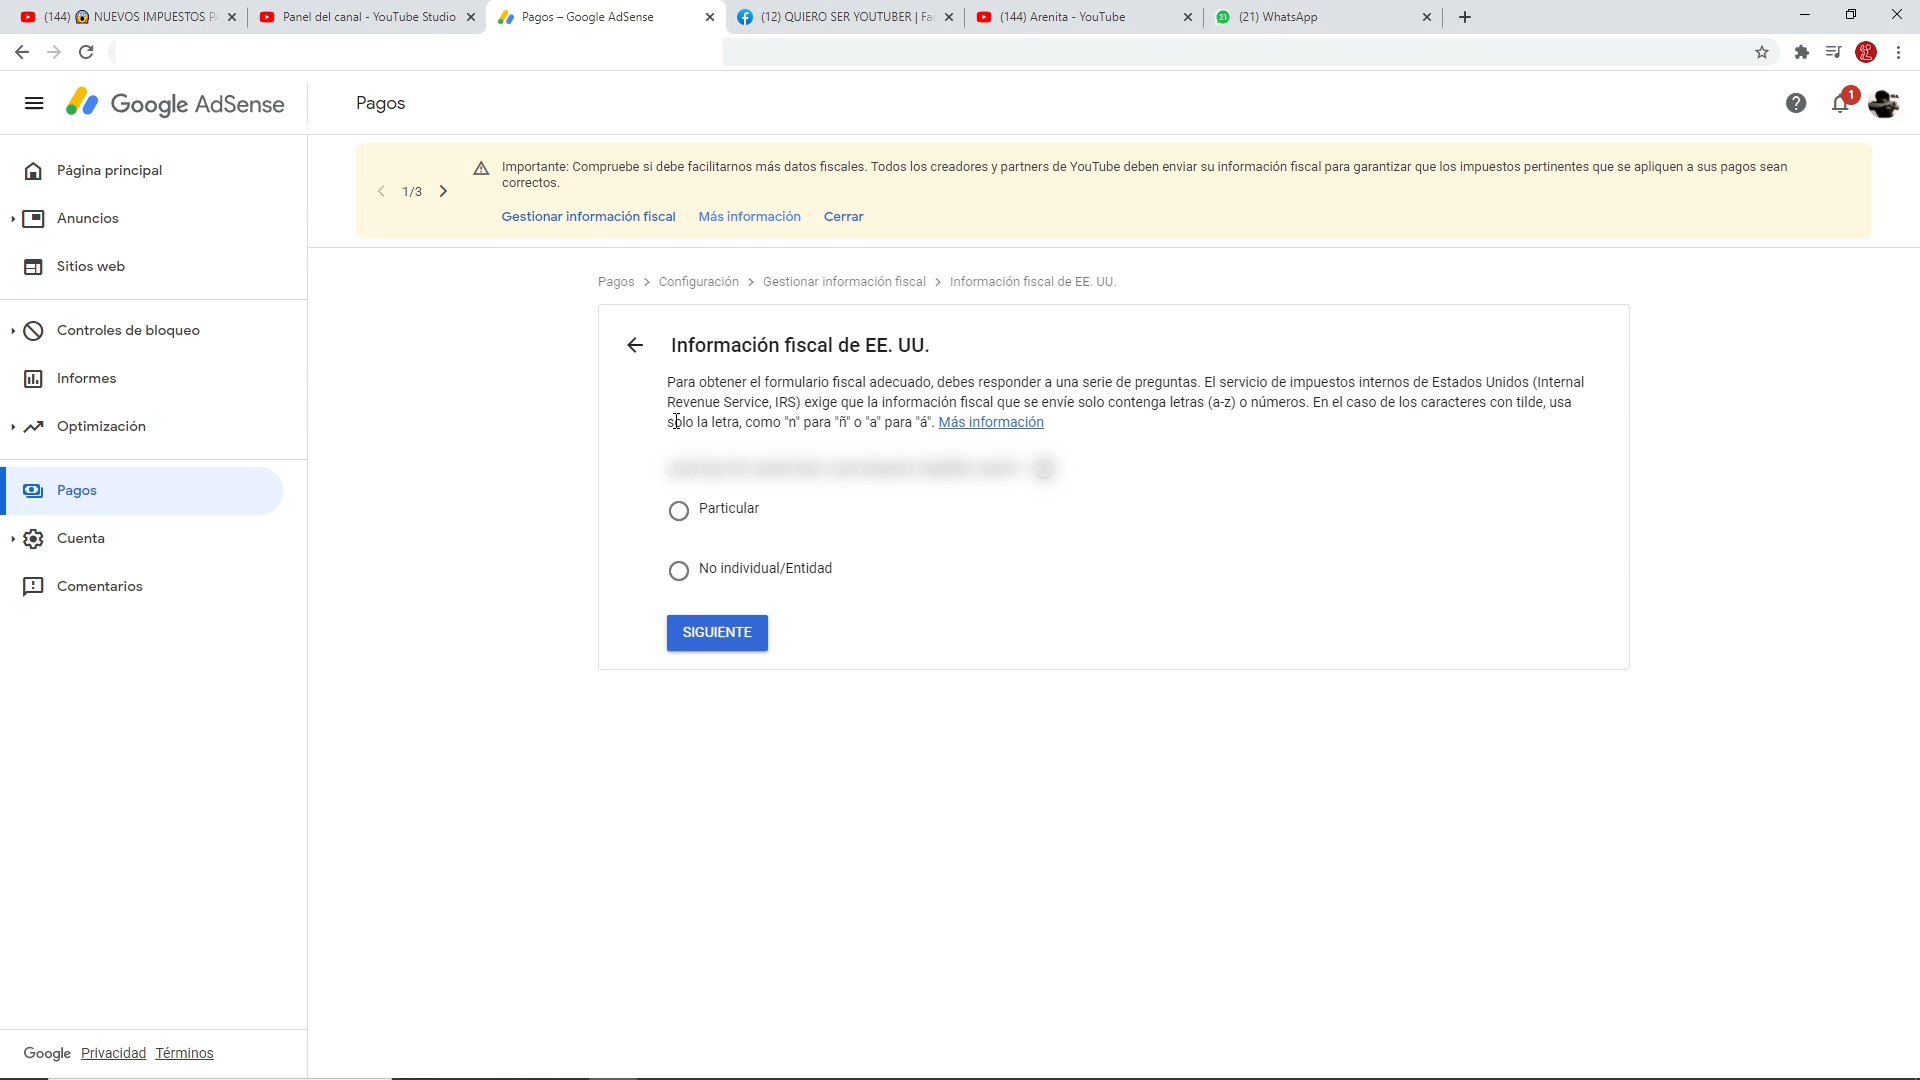 (144) 😱 NUEVOS IMPUESTOS P
Panel del canal - YouTube Studio
Pagos – Google AdSense
(12) QUIERO SER YOUTUBER | Fa
(144) Arenita - YouTube
(21) WhatsApp
Google AdSense
Pagos
1
Página principal
Anuncios
Sitios web
Controles de bloqueo
Informes
Optimización
Pagos
Cuenta
Comentarios
1/3
Importante: Compruebe si debe facilitarnos más datos fiscales. Todos los creadores y partners de YouTube deben enviar su información fiscal para garantizar que los impuestos pertinentes que se apliquen a sus pagos sean
correctos.
Gestionar información fiscal Más información Cerrar
Pagos > Configuración > Gestionar información fiscal > Información fiscal de EE. UU.
Información fiscal de EE. UU.
Para obtener el formulario fiscal adecuado, debes responder a una serie de preguntas. El servicio de impuestos internos de Estados Unidos (Internal
Revenue Service, IRS) exige que la información fiscal que se envíe solo contenga letras (a-z) o números. En el caso de los caracteres con tilde, usa
solo la letra, como "n" para "ñ" o "a" para "á". Más información
Particular
No individual/Entidad
SIGUIENTE
Google Privacidad Términos